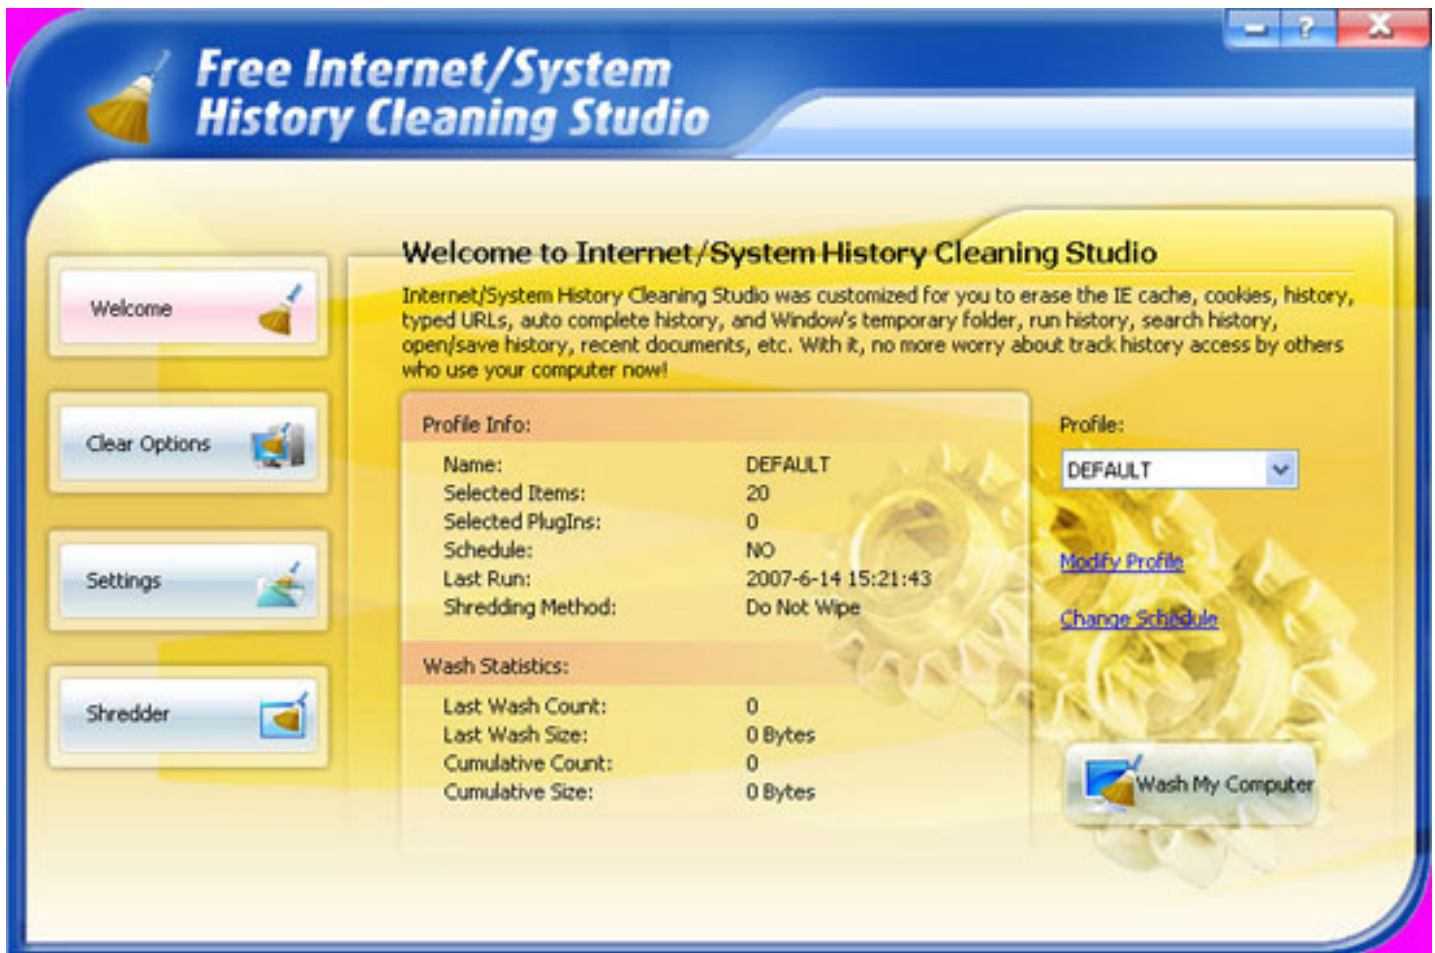 Free Internet/System
History Cleaning Studio
?
Welcome
Clear Options
Settings
Shredder
Welcome to Internet/System History Cleaning Studio
Internet/System History Cleaning Studio was customized for you to erase the IE cache, cookies, history,
typed URLs, auto complete history, and Window's temporary folder, run history, search history,
open/save history, recent documents, etc. With it, no more worry about track history access by others
who use your computer now!
Profile Info:
Name: DEFAULT
Selected Items: 20
Selected PlugIns: 0
Schedule: NO
Last Run: 2007-6-14 15:21:43
Shredding Method: Do Not Wipe
Wash Statistics:
Last Wash Count: 0
Last Wash Size: 0 Bytes
Cumulative Count: 0
Cumulative Size: 0 Bytes
Profile:
DEFAULT
Modify Profile
Change Schedule
Wash My Computer